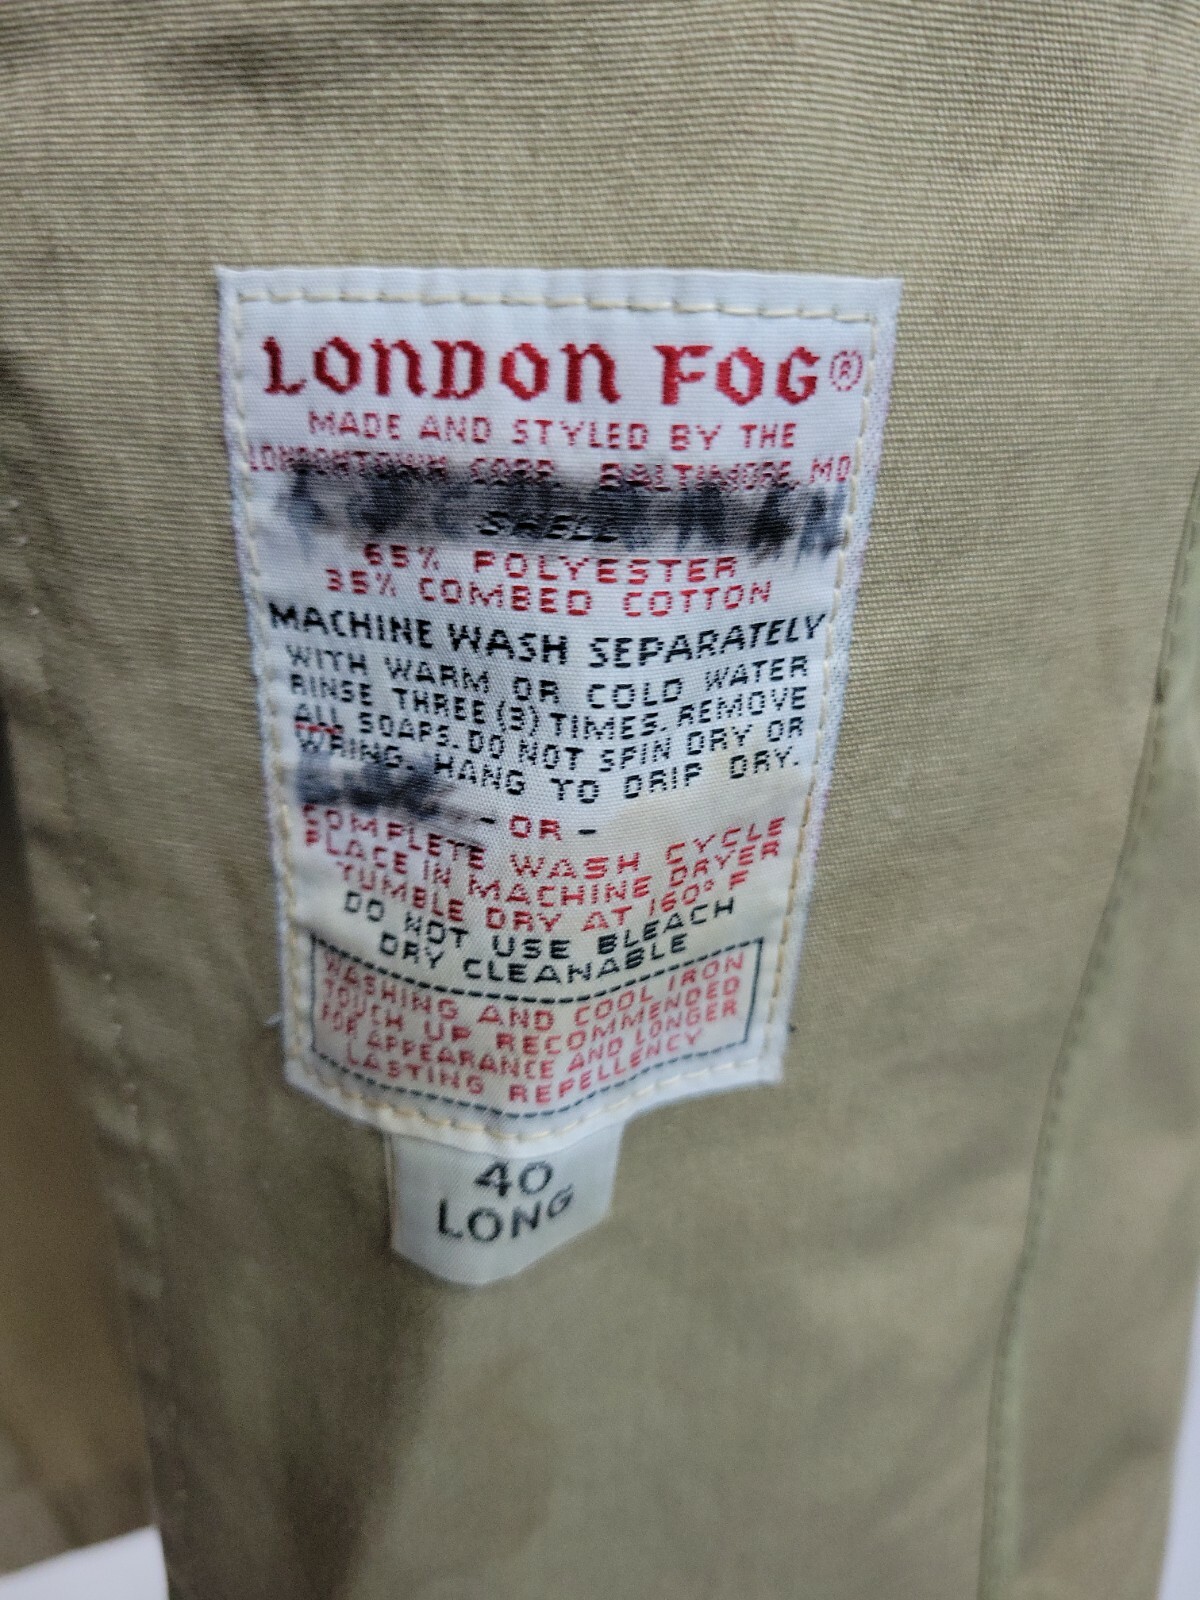 LONDON FOG®
MADE AND STYLED BY THE
LONDONTOWN CORP. BALTIMORE, MD
SHELL
65% POLYESTER
35% COMBED COTTON
MACHINE WASH SEPARATELY
WITH WARM OR COLD WATER
RINSE THREE (3) TIMES. REMOVE
ALL SOAPS. DO NOT SPIN DRY OR
WRING. HANG TO DRIP DRY.
- OR -
COMPLETE WASH CYCLE
PLACE IN MACHINE DRYER
TUMBLE DRY AT 160° F
DO NOT USE BLEACH
DRY CLEANABLE
WASHING AND COOL IRON
TOUCH UP RECOMMENDED
FOR APPEARANCE AND LONGER
LASTING REPELLENCY
40
LONG